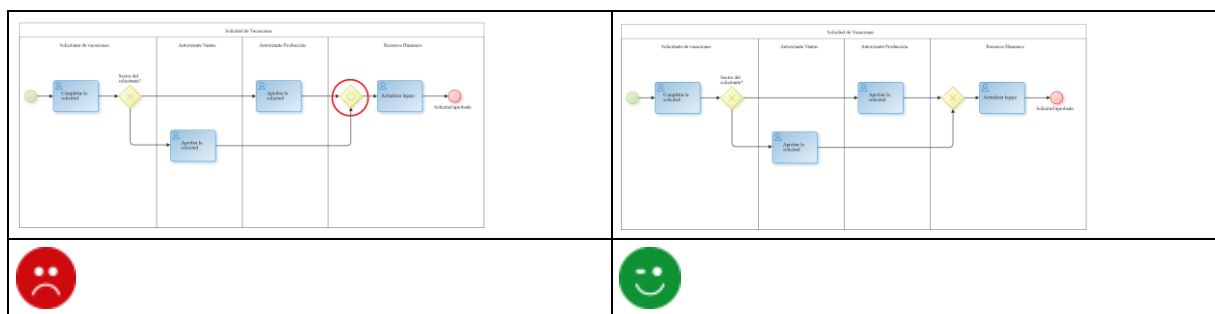 Solicitud de Vacaciones
Solicitante de vacaciones
Autorizante Ventas
Autorizante Producción
Recursos Humanos
Sector del
solicitante?
Completar la
solicitud
Aprobar la
solicitud
Actualizar legajo
Solicitud aprobada
Aprobar la
solicitud
Solicitud de Vacaciones
Solicitante de vacaciones
Autorizante Ventas
Autorizante Producción
Recursos Humanos
Sector del
solicitante?
Completar la
solicitud
Aprobar la
solicitud
Actualizar legajo
Solicitud aprobada
Aprobar la
solicitud